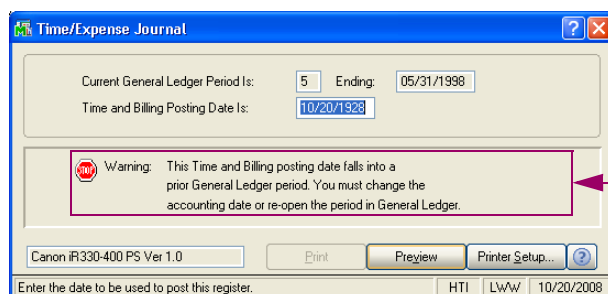 Time/Expense Journal
Current General Ledger Period Is: 5 Ending: 05/31/1998
Time and Billing Posting Date Is: 10/20/1928
STOP Warning: This Time and Billing posting date falls into a
prior General Ledger period. You must change the
accounting date or re-open the period in General Ledger.
Canon iR330-400 PS Ver 1.0 Print Preview Printer Setup... ?
Enter the date to be used to post this register. HTI LWW 10/20/2008